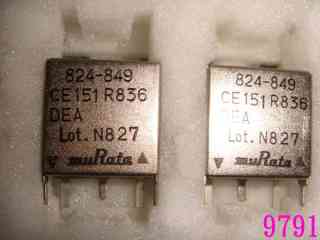 824-849
CE151R836
DEA
Lot. N827
muRata
824-849
CE151R836
DEA
Lot. N827
muRata
9791